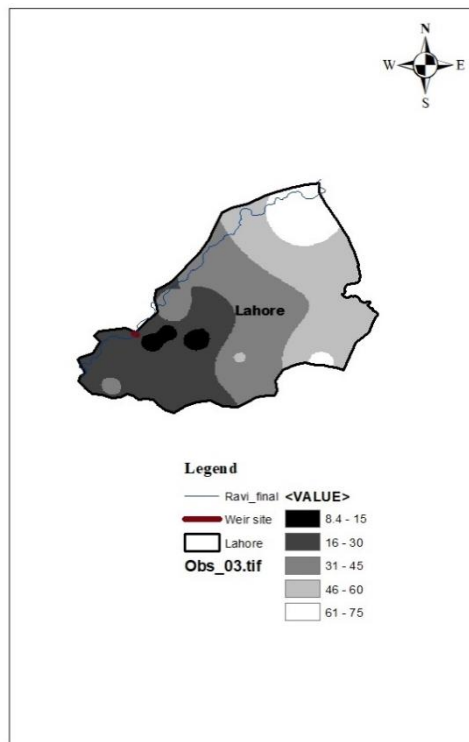 N
W E
S
Lahore
Legend
Ravi_final <VALUE>
Weir site 8.4 - 15
Lahore 16 - 30
Obs_03.tif 31 - 45
46 - 60
61 - 75